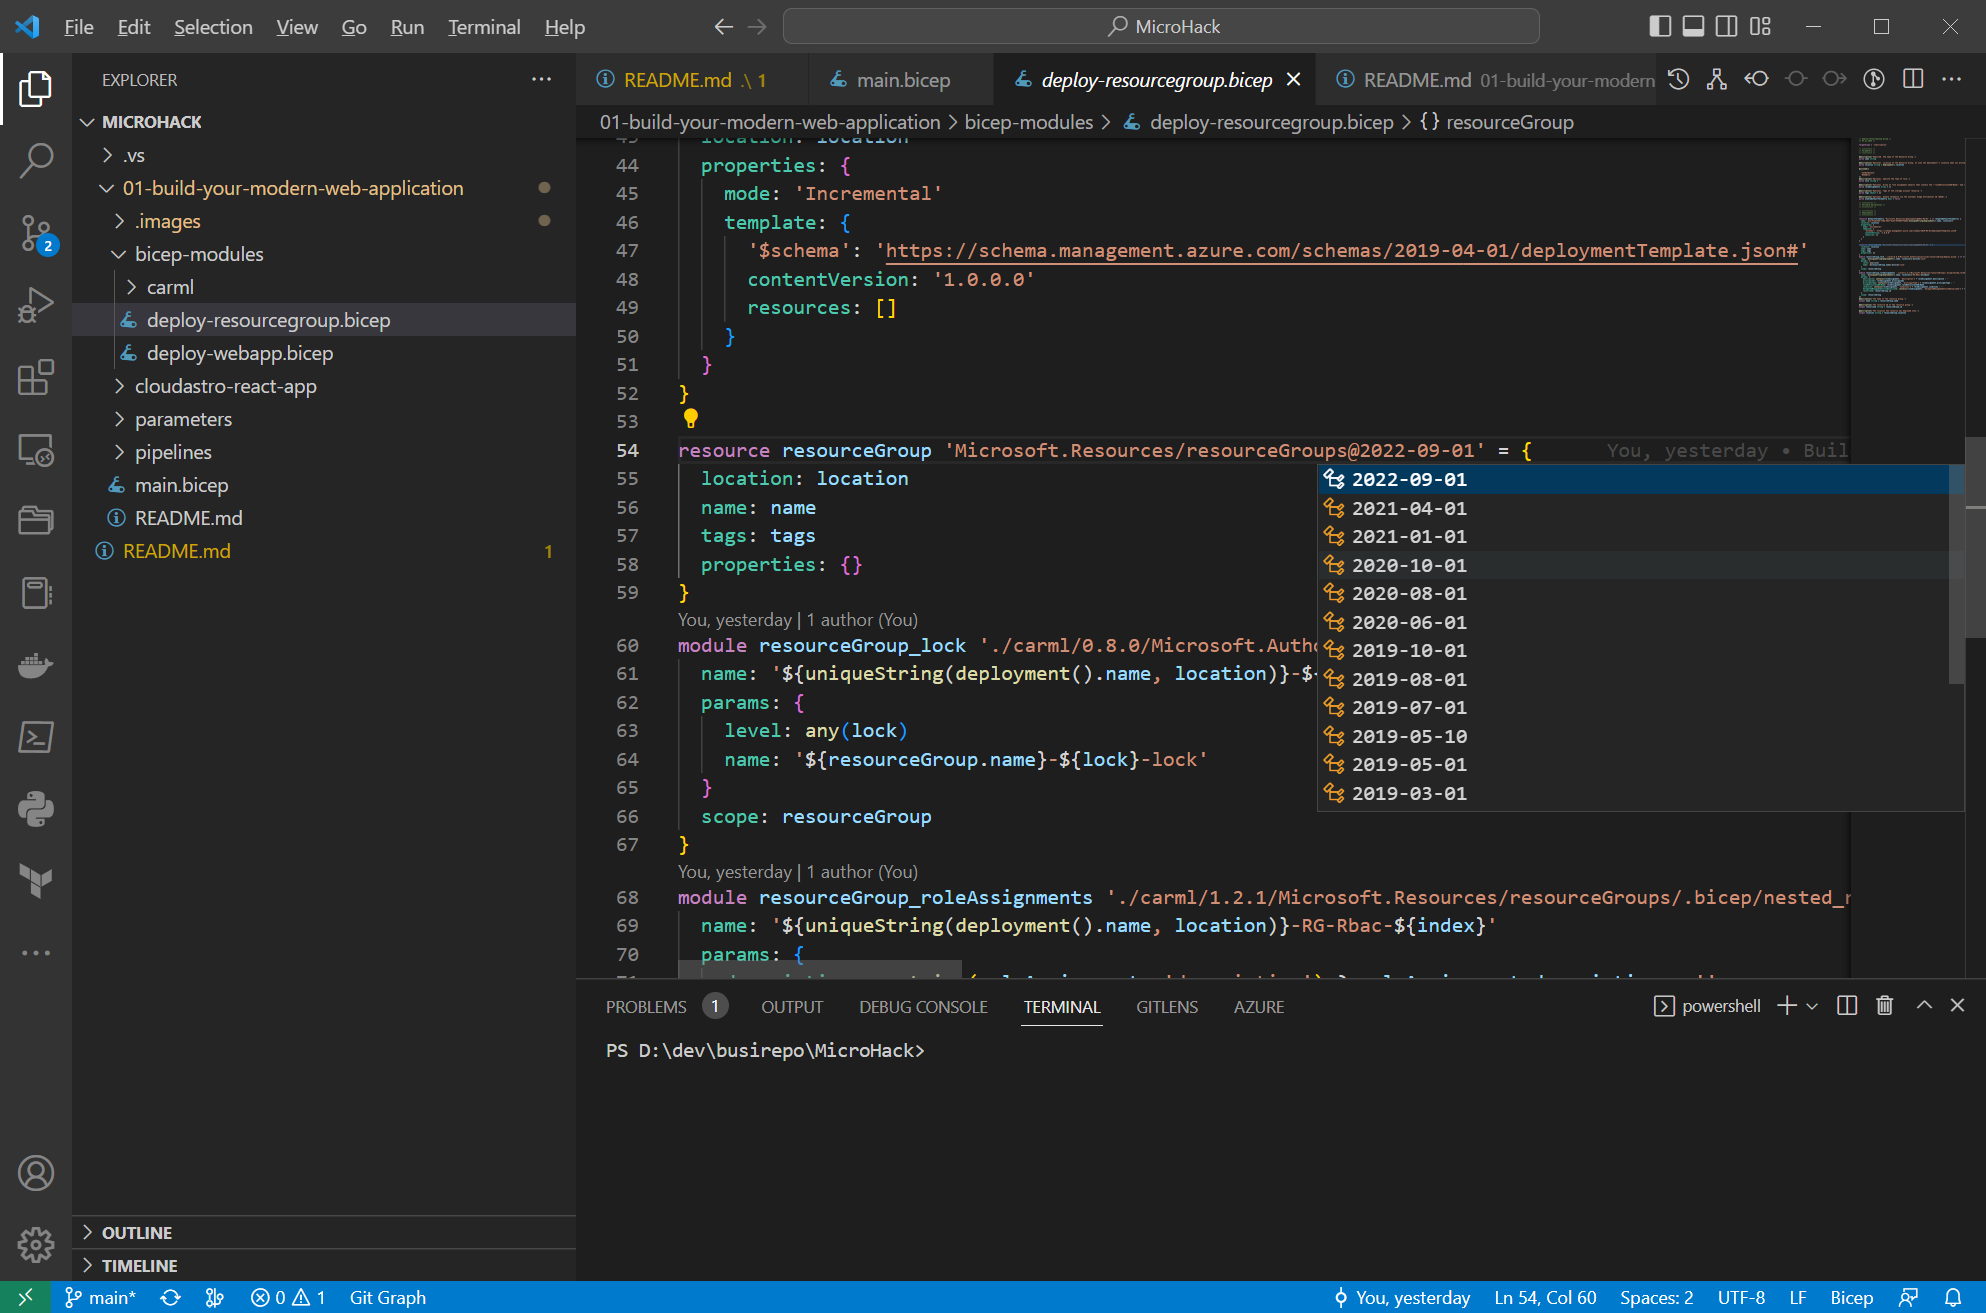 File Edit Selection View Go Run Terminal Help
MicroHack
EXPLORER
MICROHACK
.vs
01-build-your-modern-web-application
.images
bicep-modules
carml
deploy-resourcegroup.bicep
deploy-webapp.bicep
cloudastro-react-app
parameters
pipelines
main.bicep
README.md
README.md 1
2
OUTLINE
TIMELINE
README.md .\ 1 main.bicep deploy-resourcegroup.bicep README.md 01-build-your-modern
01-build-your-modern-web-application > bicep-modules > deploy-resourcegroup.bicep > {} resourceGroup
43 location: location
44 properties: {
45 mode: 'Incremental'
46 template: {
47 '$schema': 'https://schema.management.azure.com/schemas/2019-04-01/deploymentTemplate.json#'
48 contentVersion: '1.0.0.0'
49 resources: []
50 }
51 }
52 }
53
54 resource resourceGroup 'Microsoft.Resources/resourceGroups@2022-09-01' = { You, yesterday • Buil
55 location: location
56 name: name
57 tags: tags
58 properties: {}
59 }
You, yesterday | 1 author (You)
60 module resourceGroup_lock './carml/0.8.0/Microsoft.Autho
61 name: '${uniqueString(deployment().name, location)}-$
62 params: {
63 level: any(lock)
64 name: '${resourceGroup.name}-${lock}-lock'
65 }
66 scope: resourceGroup
67 }
You, yesterday | 1 author (You)
68 module resourceGroup_roleAssignments './carml/1.2.1/Microsoft.Resources/resourceGroups/.bicep/nested_r
69 name: '${uniqueString(deployment().name, location)}-RG-Rbac-${index}'
70 params: {
2022-09-01
2021-04-01
2021-01-01
2020-10-01
2020-08-01
2020-06-01
2019-10-01
2019-08-01
2019-07-01
2019-05-10
2019-05-01
2019-03-01
PROBLEMS 1 OUTPUT DEBUG CONSOLE TERMINAL GITLENS AZURE powershell
PS D:\dev\busirepo\MicroHack>
main* 0 1 Git Graph You, yesterday Ln 54, Col 60 Spaces: 2 UTF-8 LF Bicep